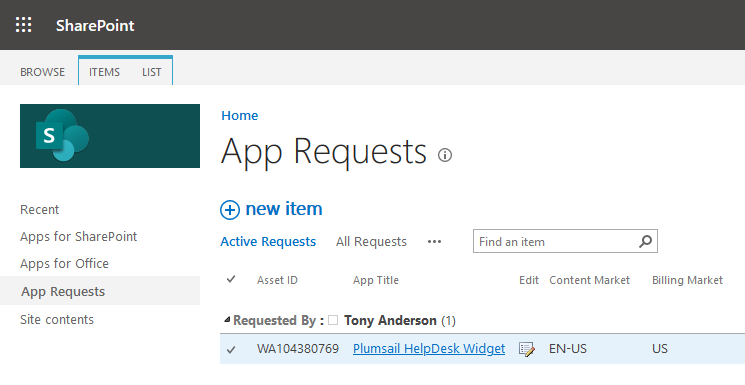 SharePoint
BROWSE ITEMS LIST
S
Home
App Requests
Recent
Apps for SharePoint
Apps for Office
App Requests
Site contents
new item
Active Requests All Requests ••• Find an item
Asset ID App Title Edit Content Market Billing Market
Requested By : Tony Anderson (1)
WA104380769 Plumsail HelpDesk Widget EN-US US